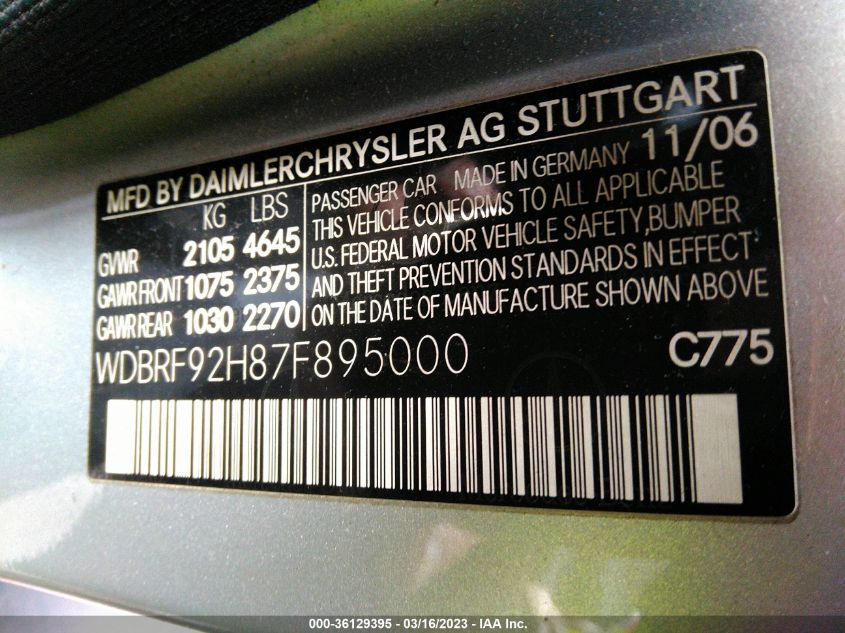 MFD BY DAIMLERCHRYSLER AG STUTTGART
KG LBS
GVWR 2105 4645
GAWR FRONT 1075 2375
GAWR REAR 1030 2270
PASSENGER CAR MADE IN GERMANY 11/06
THIS VEHICLE CONFORMS TO ALL APPLICABLE
U.S. FEDERAL MOTOR VEHICLE SAFETY, BUMPER
AND THEFT PREVENTION STANDARDS IN EFFECT
ON THE DATE OF MANUFACTURE SHOWN ABOVE
WDBRF92H87F895000 C775
000-36129395 - 03/16/2023 - IAA Inc.